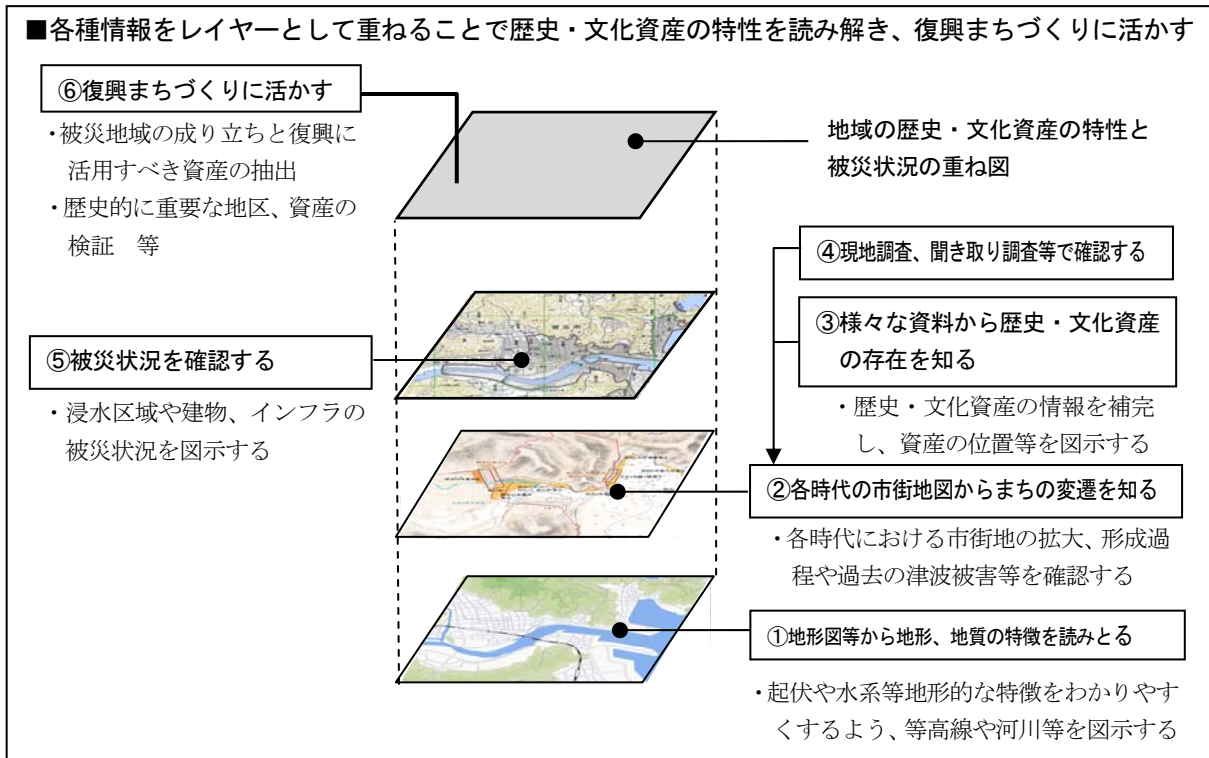 ■各種情報をレイヤーとして重ねることで歴史・文化資産の特性を読み解き、復興まちづくりに活かす
⑥復興まちづくりに活かす
・被災地域の成り立ちと復興に
活用すべき資産の抽出
・歴史的に重要な地区、資産の
検証　等
地域の歴史・文化資産の特性と
被災状況の重ね図
④現地調査、聞き取り調査等で確認する
③様々な資料から歴史・文化資産
の存在を知る
・歴史・文化資産の情報を補完
し、資産の位置等を図示する
⑤被災状況を確認する
・浸水区域や建物、インフラの
被災状況を図示する
②各時代の市街地図からまちの変遷を知る
・各時代における市街地の拡大、形成過
程や過去の津波被害等を確認する
①地形図等から地形、地質の特徴を読みとる
・起伏や水系等地形的な特徴をわかりやす
くするよう、等高線や河川等を図示する